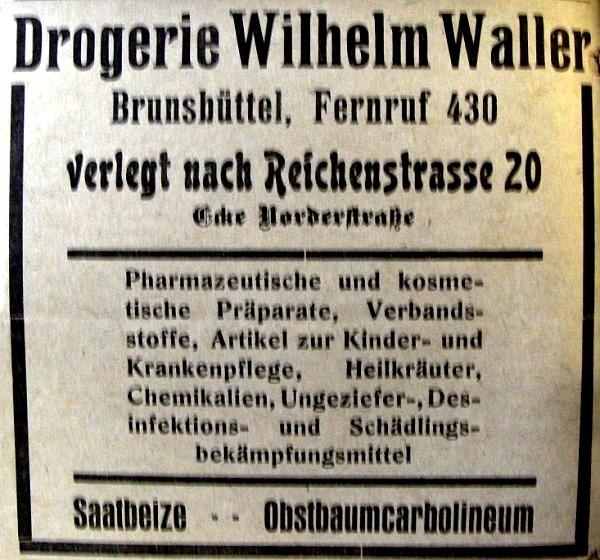 Drogerie Wilhelm Waller
Brunsbüttel, Fernruf 430
verlegt nach Reichenstrasse 20
Ecke Norderstraße
Pharmazeutische und kosme-
tische Präparate, Verbands-
stoffe, Artikel zur Kinder- und
Krankenpflege, Heilkräuter,
Chemikalien, Ungeziefer-, Des-
infektions- und Schädlings-
bekämpfungsmittel
Saatbeize - - Obstbaumcarbolineum